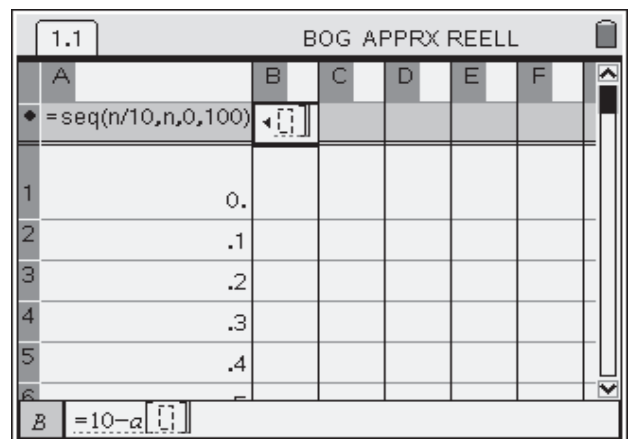 1.1 BOG APPRX REELL
A B C D E F
♦ =seq(n/10,n,0,100)
1 0.
2 .1
3 .2
4 .3
5 .4
6
B =10−a[]